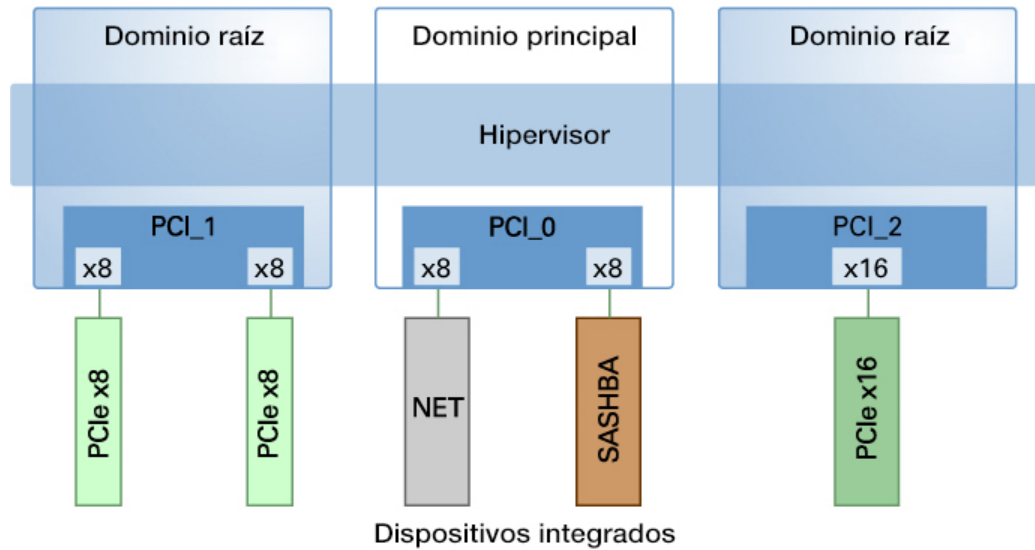 Dominio raíz
Dominio principal
Dominio raíz
Hipervisor
PCI_1
PCI_0
PCI_2
x8
x8
x8
x8
x16
PCIe x8
PCIe x8
NET
SASHBA
PCIe x16
Dispositivos integrados